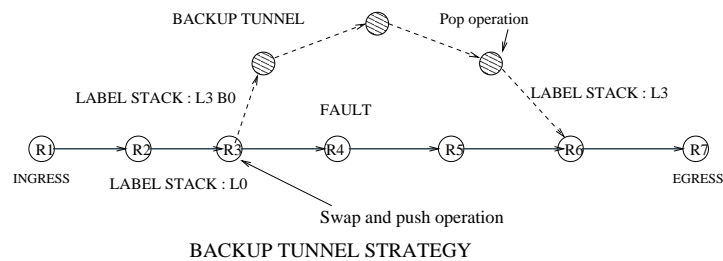 BACKUP TUNNEL
Pop operation
LABEL STACK : L3 B0
LABEL STACK : L3
FAULT
R1
R2
R3
R4
R5
R6
R7
INGRESS
LABEL STACK : L0
EGRESS
Swap and push operation
BACKUP TUNNEL STRATEGY